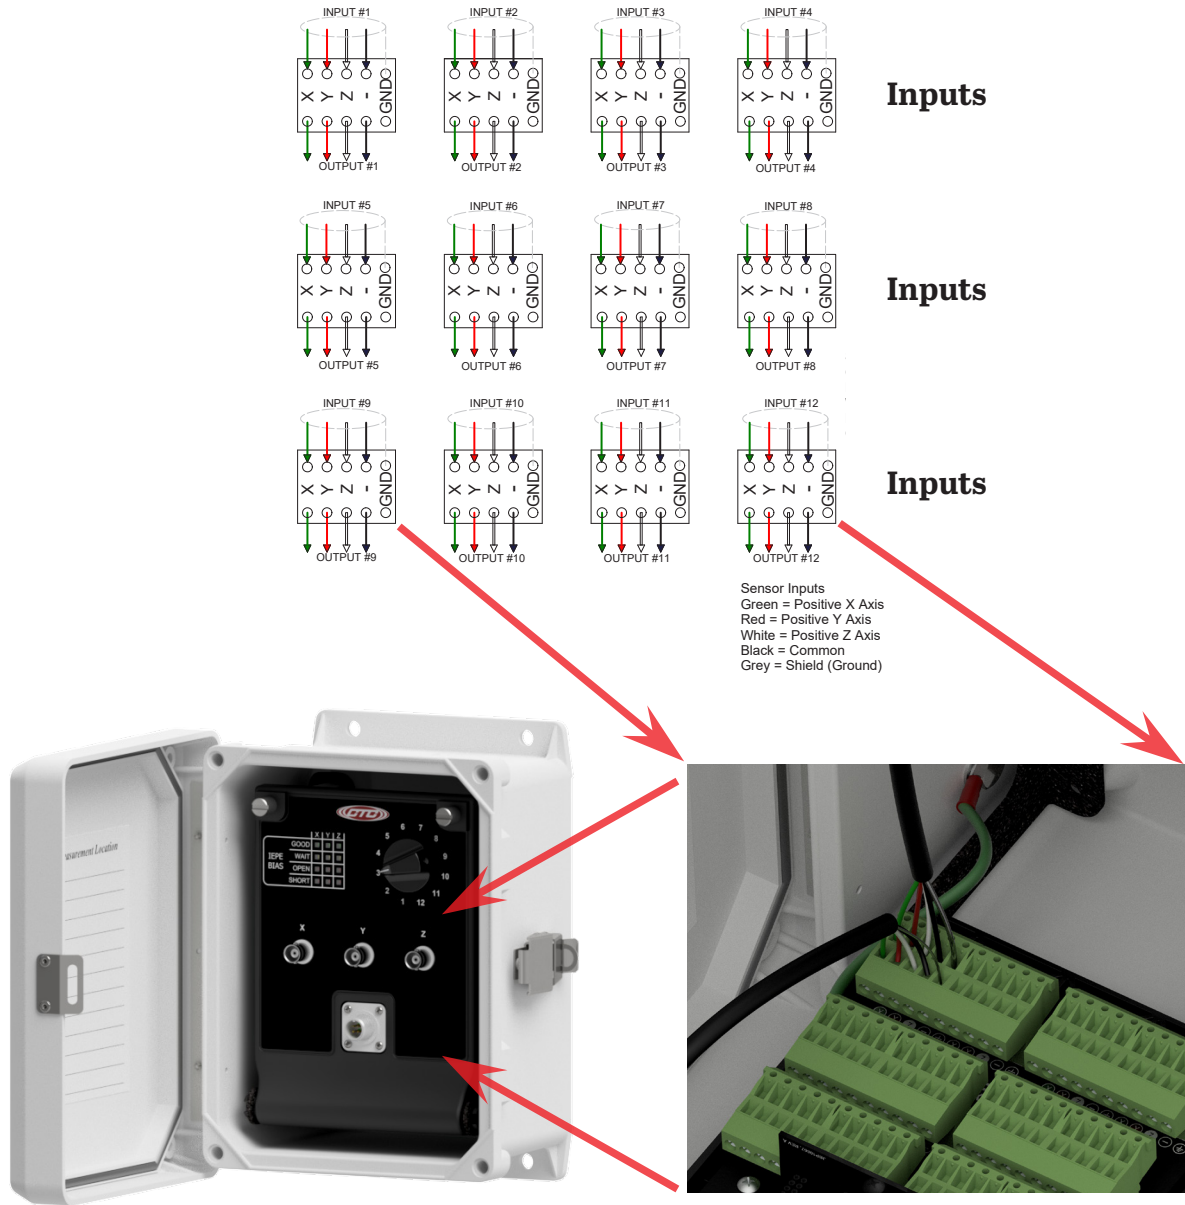 INPUT #1 INPUT #2 INPUT #3 INPUT #4
X Y Z - GND X Y Z - GND X Y Z - GND X Y Z - GND
Inputs
OUTPUT #1 OUTPUT #2 OUTPUT #3 OUTPUT #4
INPUT #5 INPUT #6 INPUT #7 INPUT #8
X Y Z - GND X Y Z - GND X Y Z - GND X Y Z - GND
Inputs
OUTPUT #5 OUTPUT #6 OUTPUT #7 OUTPUT #8
INPUT #9 INPUT #10 INPUT #11 INPUT #12
X Y Z - GND X Y Z - GND X Y Z - GND X Y Z - GND
Inputs
OUTPUT #9 OUTPUT #10 OUTPUT #11 OUTPUT #12
Sensor Inputs
Green = Positive X Axis
Red = Positive Y Axis
White = Positive Z Axis
Black = Common
Grey = Shield (Ground)
Location
CTC
X Y Z
GOOD
WAIT
OPEN
SHORT
IEPE
BIAS
1 2 3 4 5 6 7 8 9 10 11 12
X Y Z